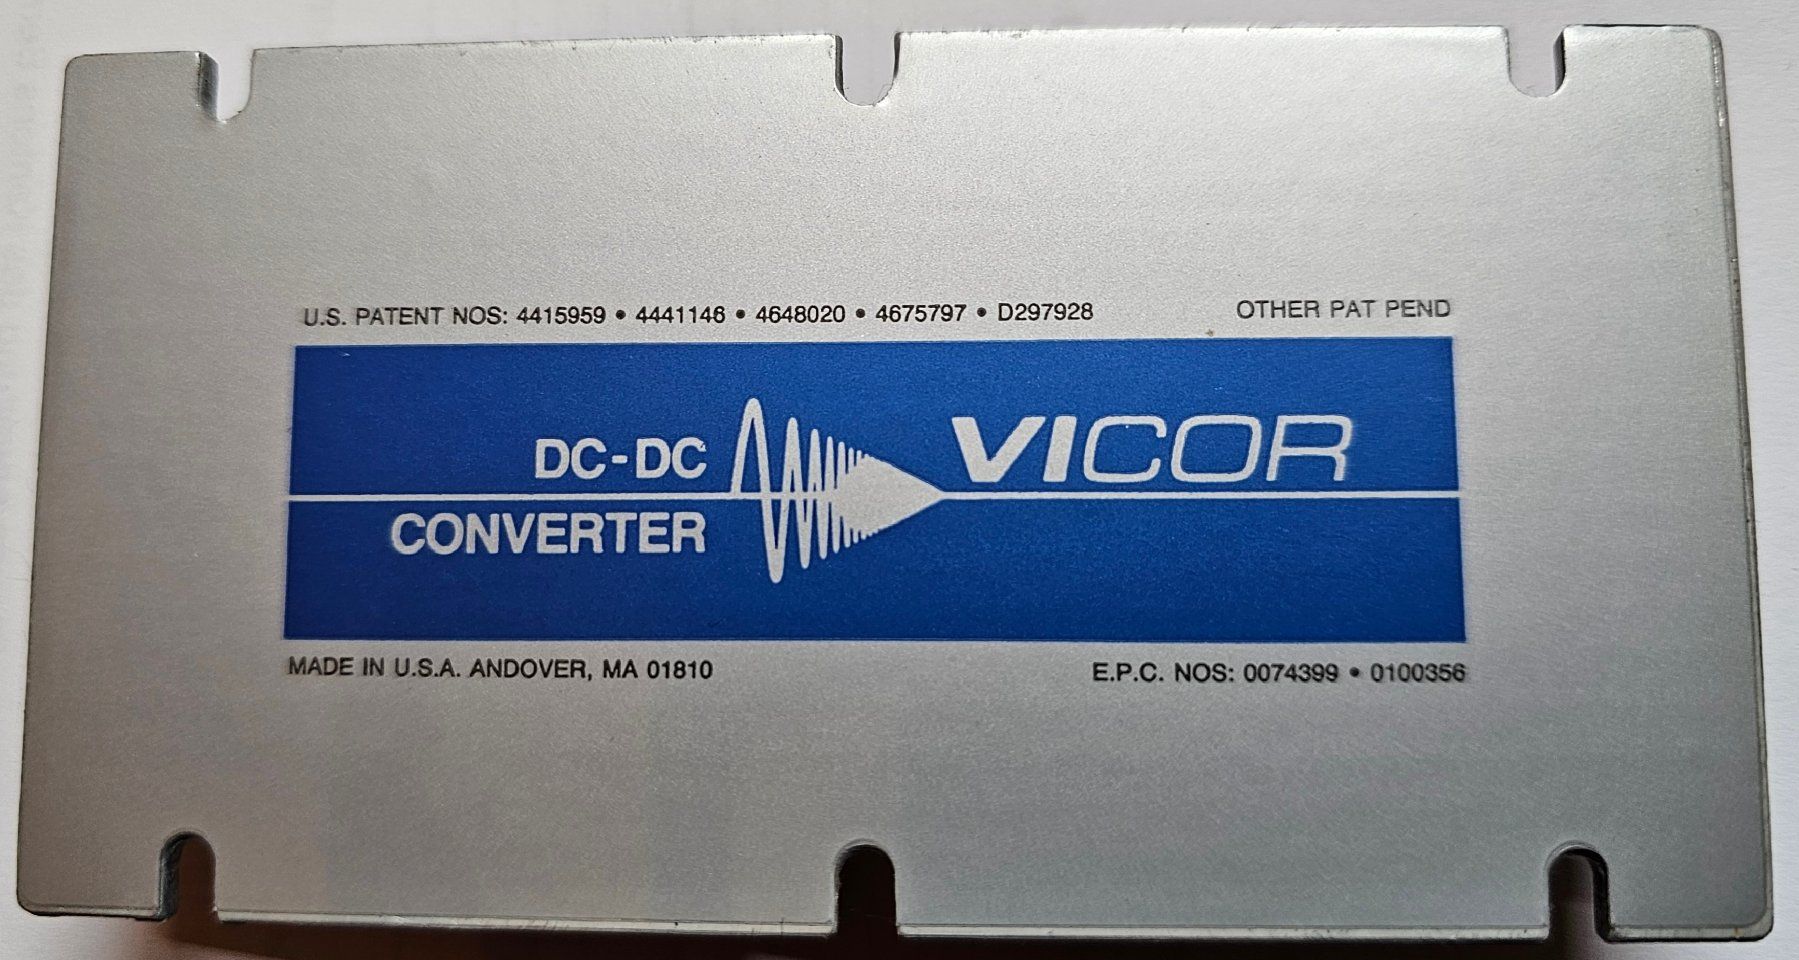 U.S. PATENT NOS: 4415959 • 4441146 • 4648020 • 4675797 • D297928 OTHER PAT PEND
DC-DC VICOR
CONVERTER
MADE IN U.S.A. ANDOVER, MA 01810 E.P.C. NOS: 0074399 • 0100356